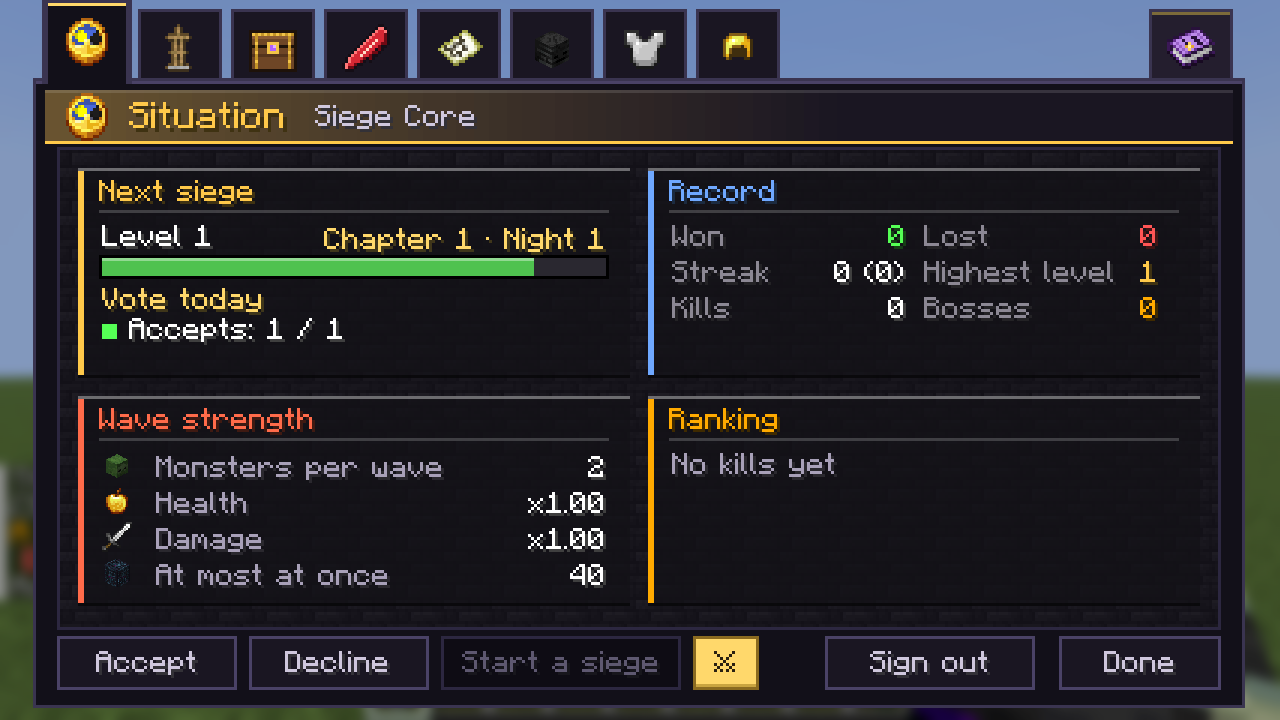 Situation Siege Core
Next siege
Level 1 Chapter 1 · Night 1
Vote today
Accepts: 1 / 1
Record
Won 0 Lost 0
Streak 0 (0) Highest level 1
Kills 0 Bosses 0
Wave strength
Monsters per wave 2
Health x1.00
Damage x1.00
At most at once 40
Ranking
No kills yet
Accept Decline Start a siege Sign out Done